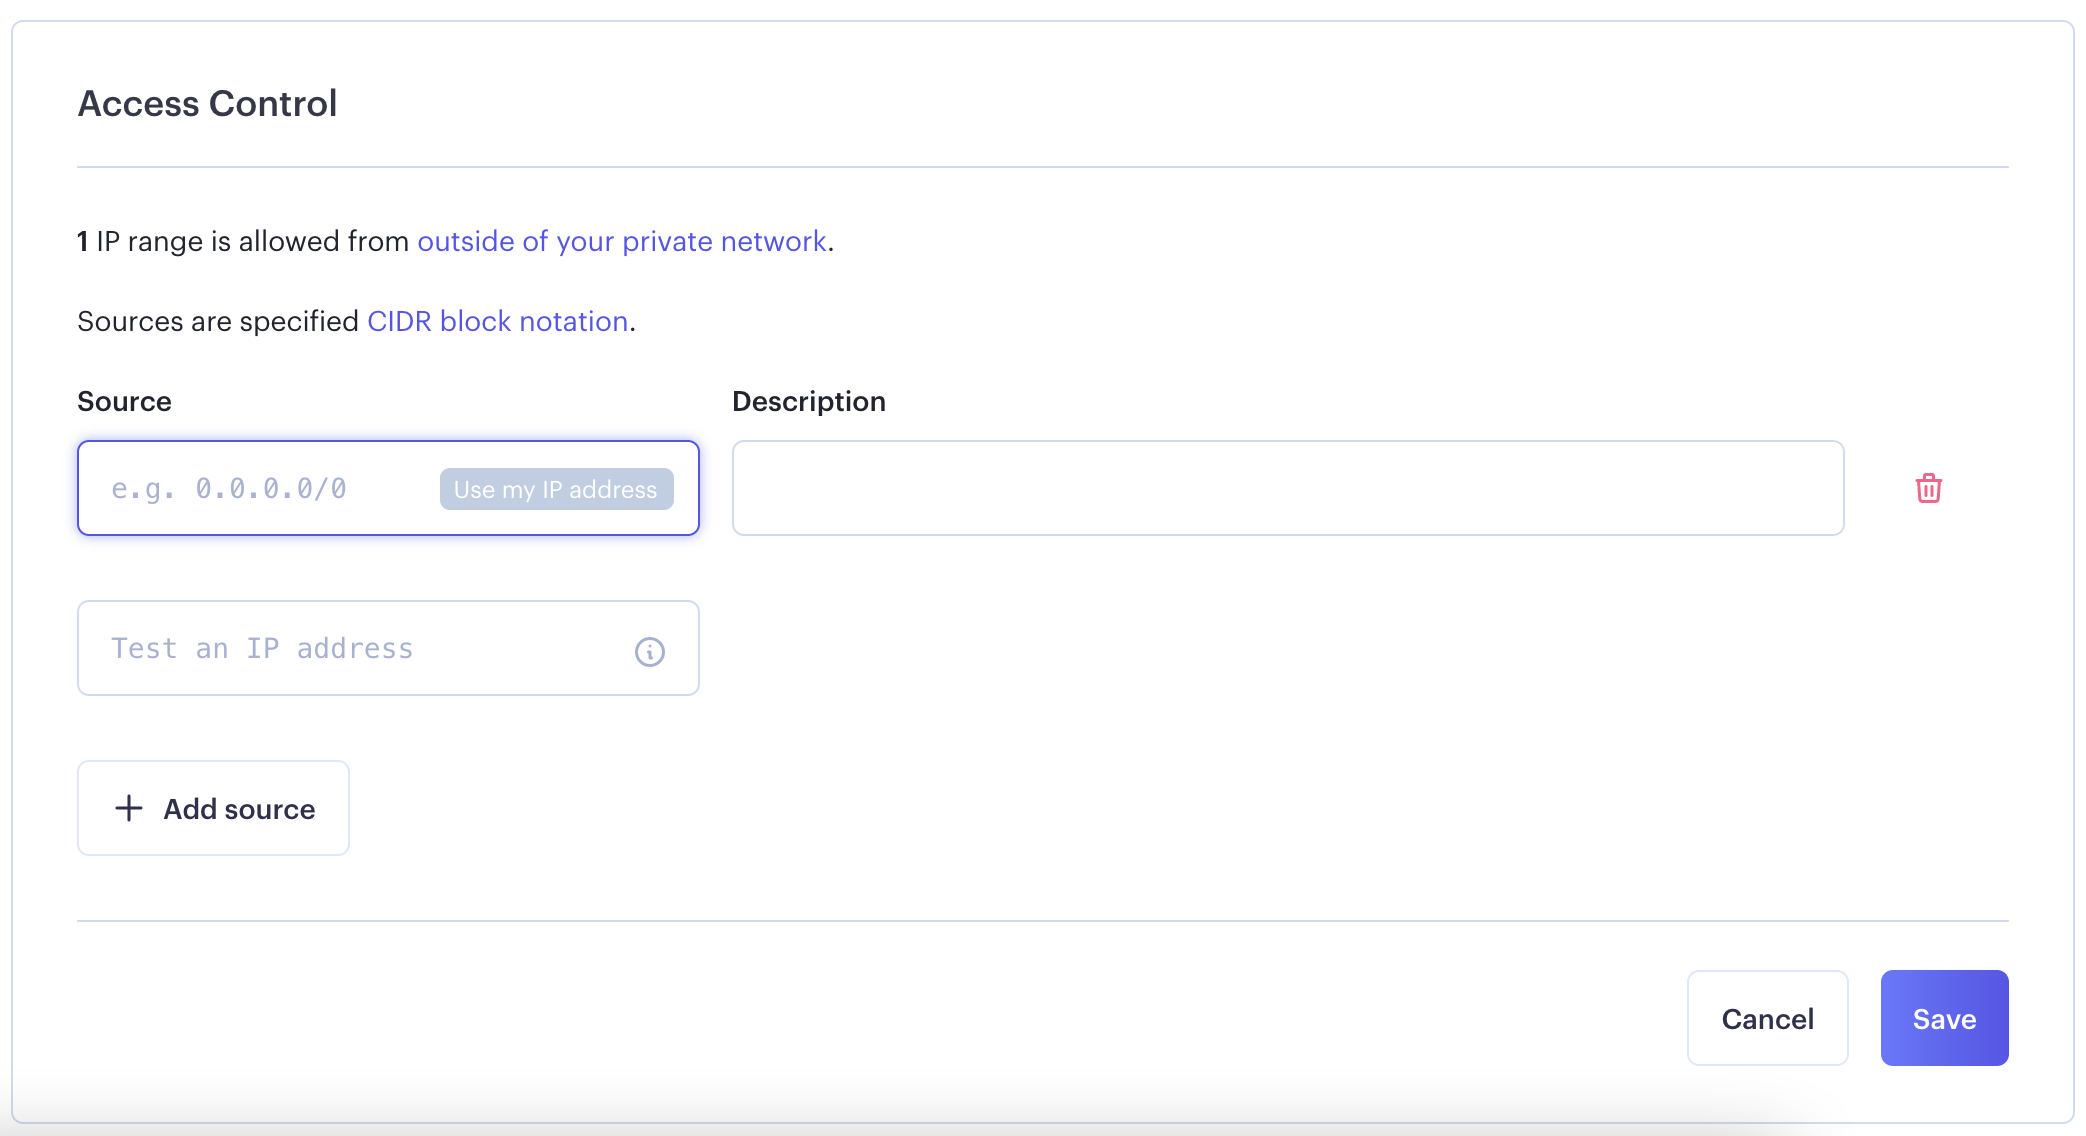 Access Control
1 IP range is allowed from outside of your private network.
Sources are specified CIDR block notation.
Source
Description
e.g. 0.0.0.0/0
Use my IP address
Test an IP address
Add source
Cancel
Save